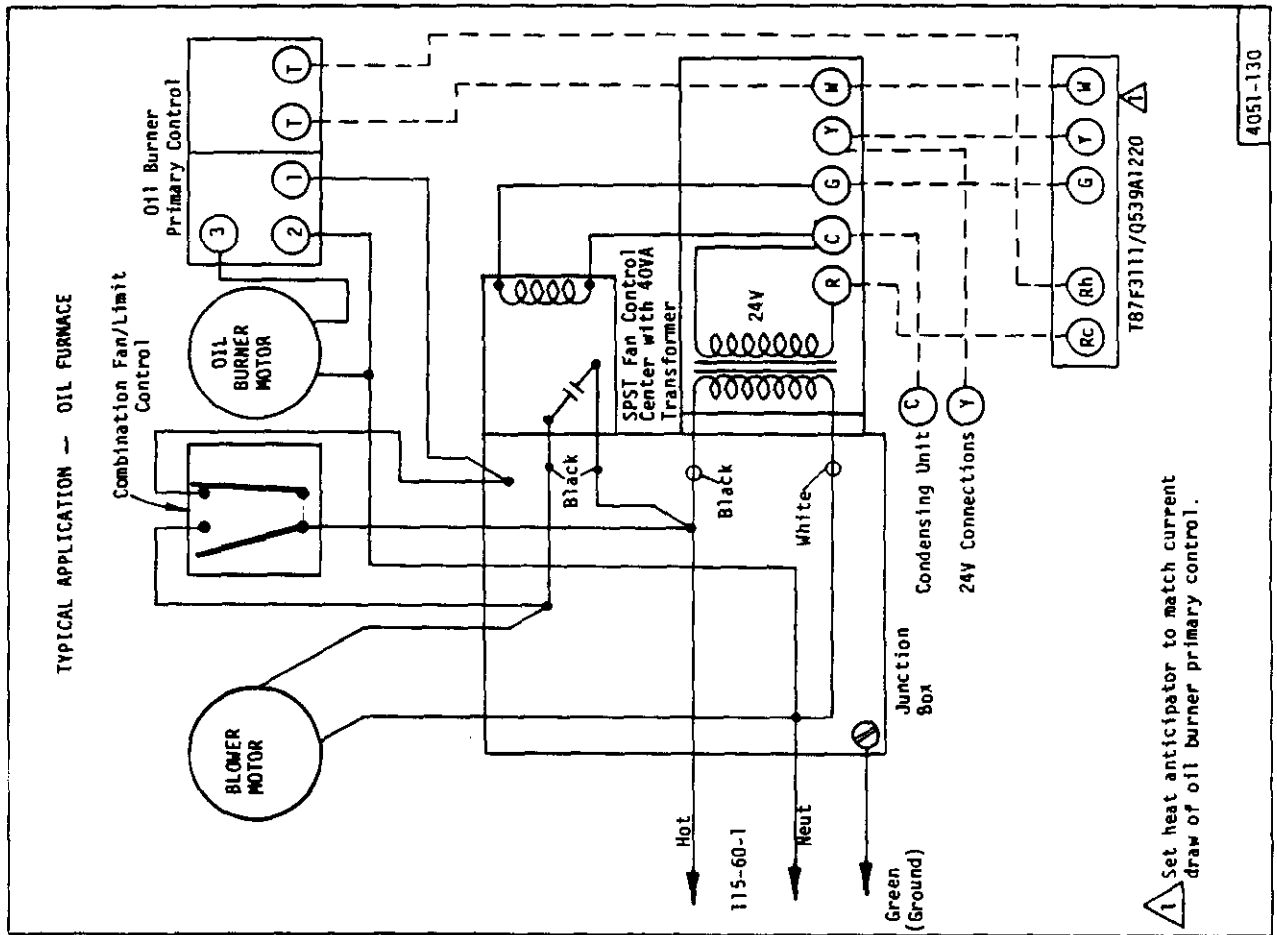 TYPICAL APPLICATION — OIL FURNACE
Combination Fan/Limit
Control
Oil Burner
Primary Control
BLOWER
MOTOR
OIL
BURNER
MOTOR
3
2
1
T
T
Black
SPST Fan Control
Center with 40VA
Transformer
Hot
115-60-1
Neut
Green
(Ground)
Black
White
24V
R
C
G
Y
W
Junction
Box
Condensing Unit
C
24V Connections
Y
Rc
Rh
G
Y
W
T87F3111/Q539A1220
1
1
Set heat anticipator to match current
draw of oil burner primary control.
4051-130